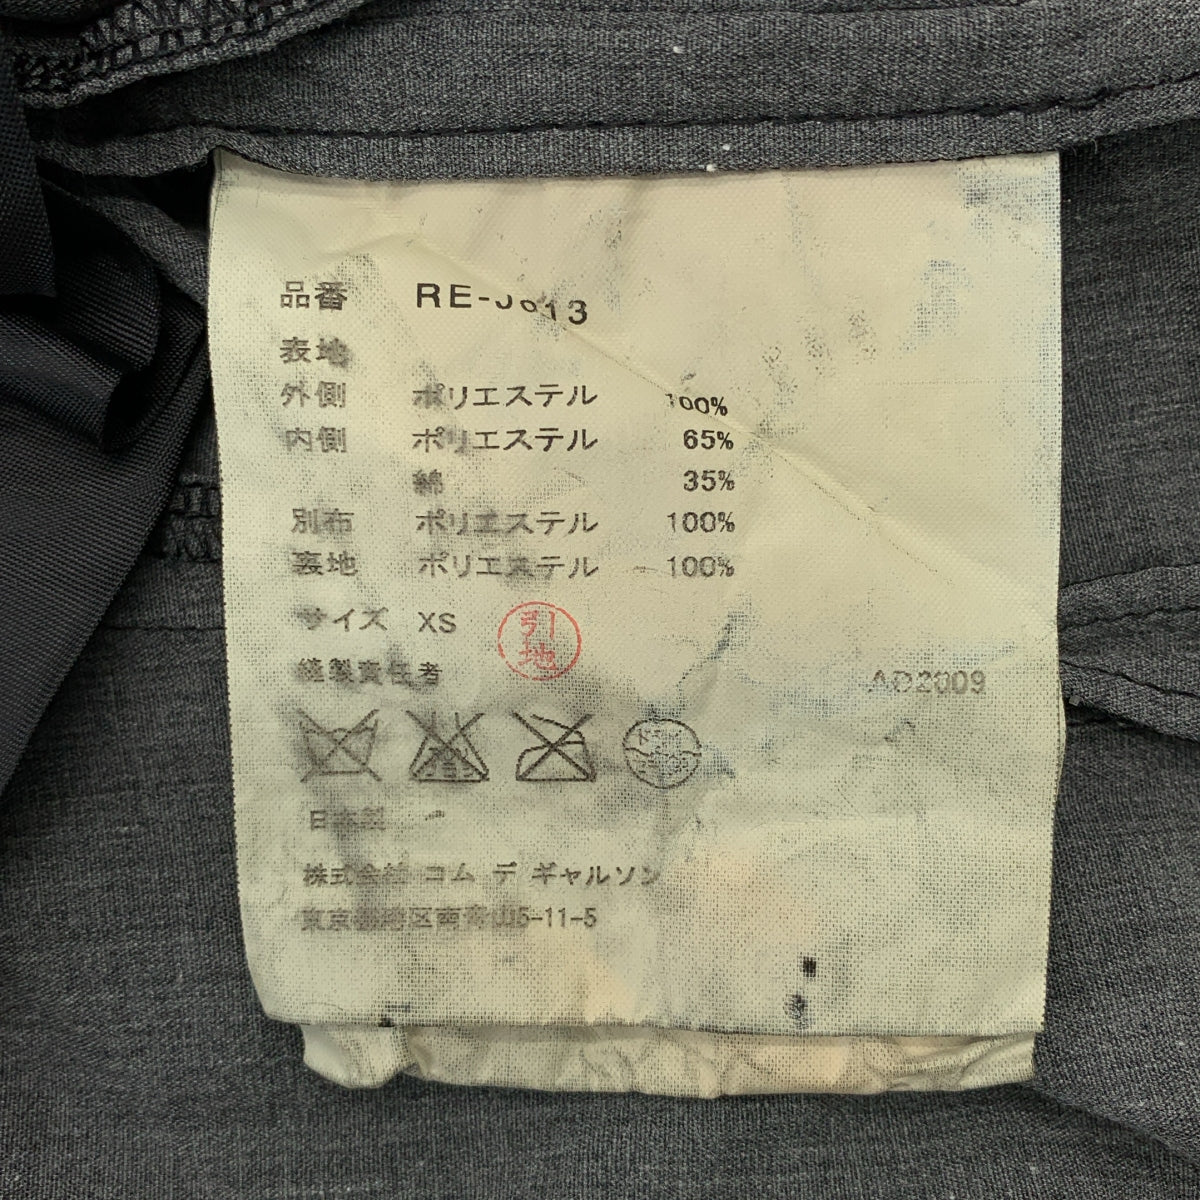 品番 RE-J013
表地
外側 ポリエステル 100%
内側 ポリエステル 65%
綿 35%
別布 ポリエステル 100%
裏地 ポリエステル 100%
サイズ XS
引地
縫製責任者
AD2009
ドライ
日本製
株式会社 コム デ ギャルソン
東京都港区南青山5-11-5